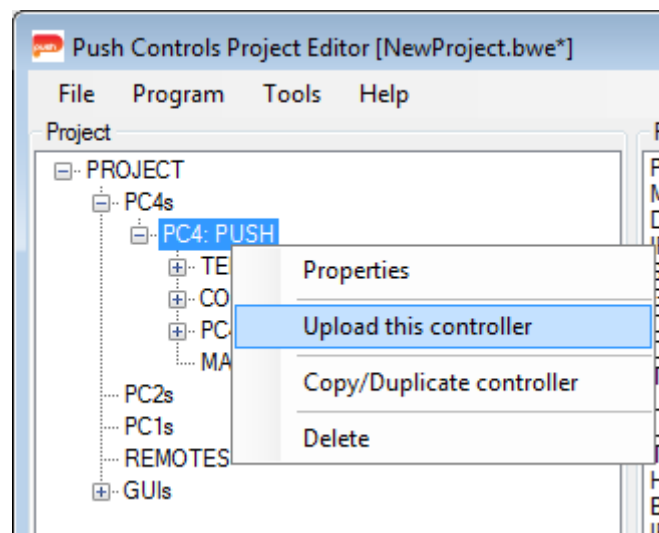 push Push Controls Project Editor [NewProject.bwe*]
File Program Tools Help
Project
PROJECT
PC4s
PC4: PUSH
Properties
Upload this controller
Copy/Duplicate controller
Delete
PC2s
PC1s
REMOTES
GUIs